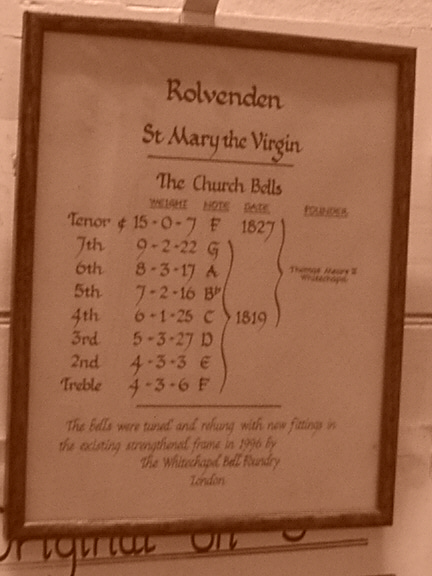 Rolvenden
St Mary the Virgin
The Church Bells
WEIGHT NOTE DATE FOUNDER
Tenor ¢ 15-0-7 F 1827
7th 9-2-22 G
6th 8-3-17 A Thomas Mears II Whitechapel
5th 7-2-16 Bb
4th 6-1-25 C 1819
3rd 5-3-27 D
2nd 4-3-3 E
Treble 4-3-6 F
The bells were tuned and rehung with new fittings in
the existing strengthened frame in 1996 by
The Whitechapel Bell Foundry
London
original